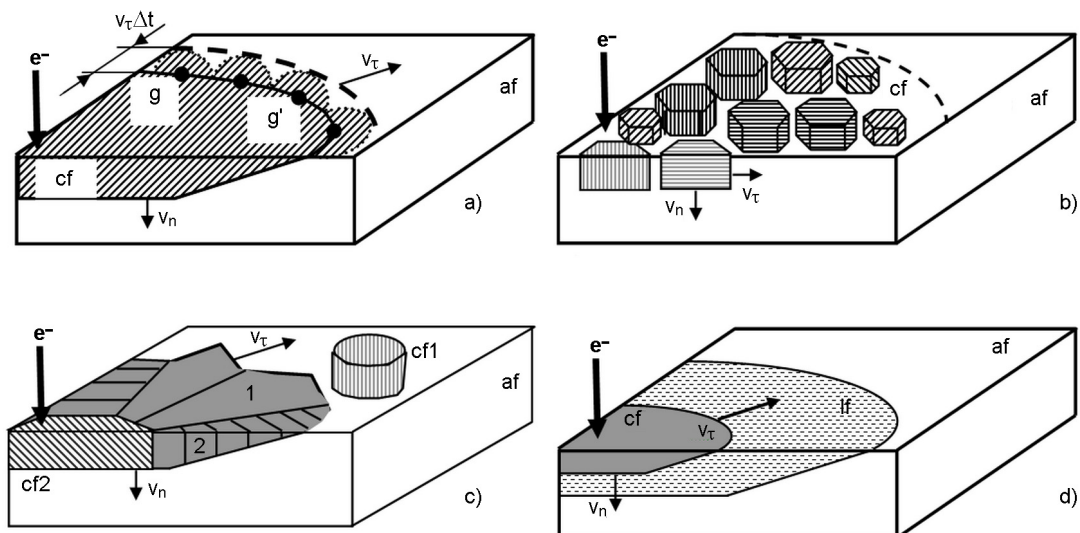 vτΔt
e⁻
vτ
g
g'
af
cf
vₙ
a)
e⁻
cf
af
vₙ
vτ
b)
e⁻
vτ
cf1
1
af
2
cf2
vₙ
c)
e⁻
af
cf
lf
vτ
vₙ
d)